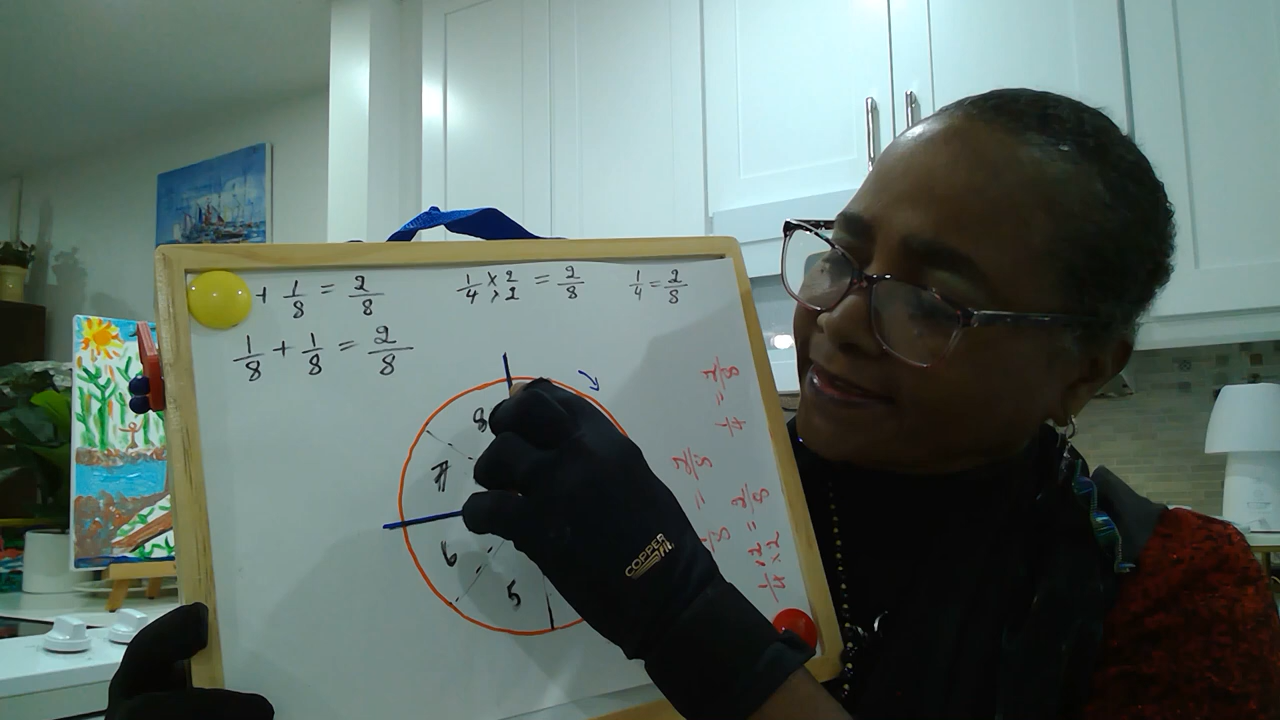 + 1/8 = 2/8
1/4 × 2/2 = 2/8
1/4 = 2/8
1/8 + 1/8 = 2/8
8
7
6
5
1/4 = 2/8
= 2/8
1/4 × 2/2 = 2/8
COPPER
Fit